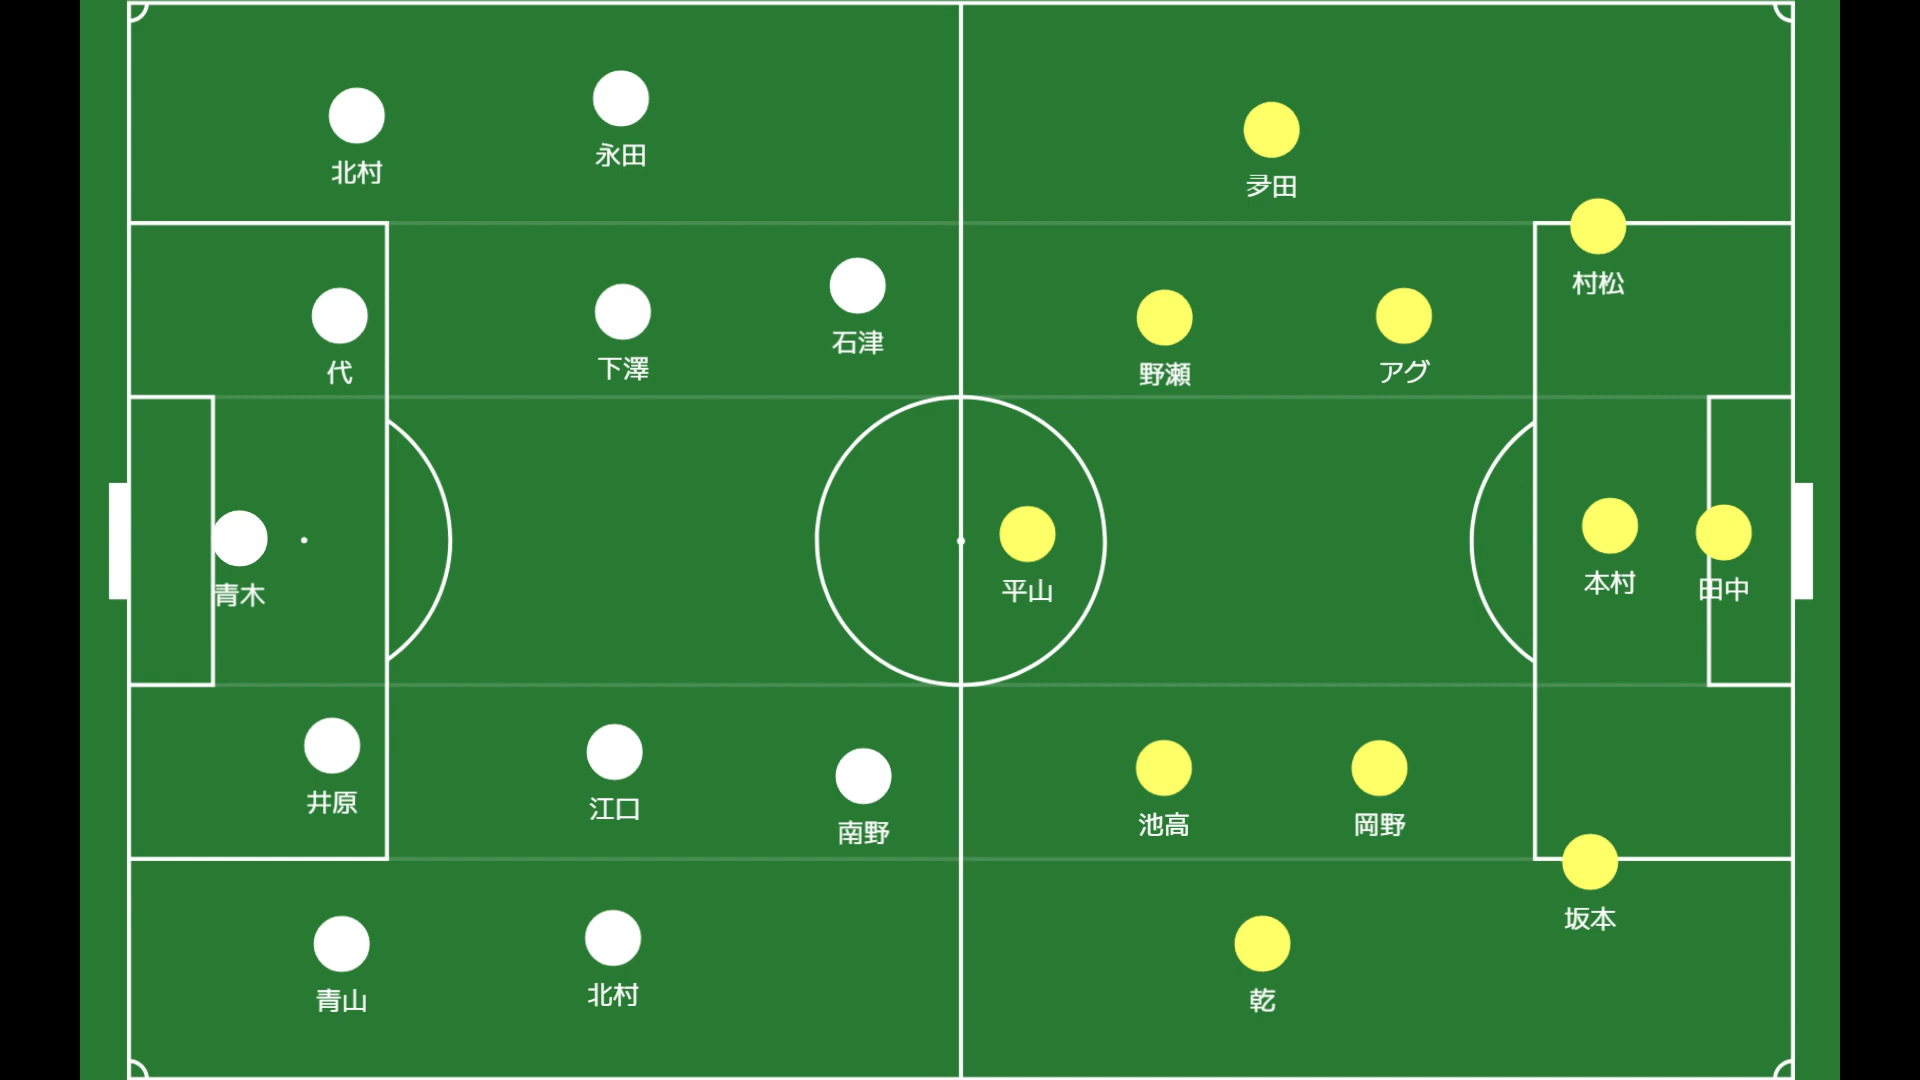 北村
永田
代
下澤
石津
青木
井原
江口
南野
青山
北村
田
村松
野瀬
アグ
平山
本村
田中
池高
岡野
坂本
乾